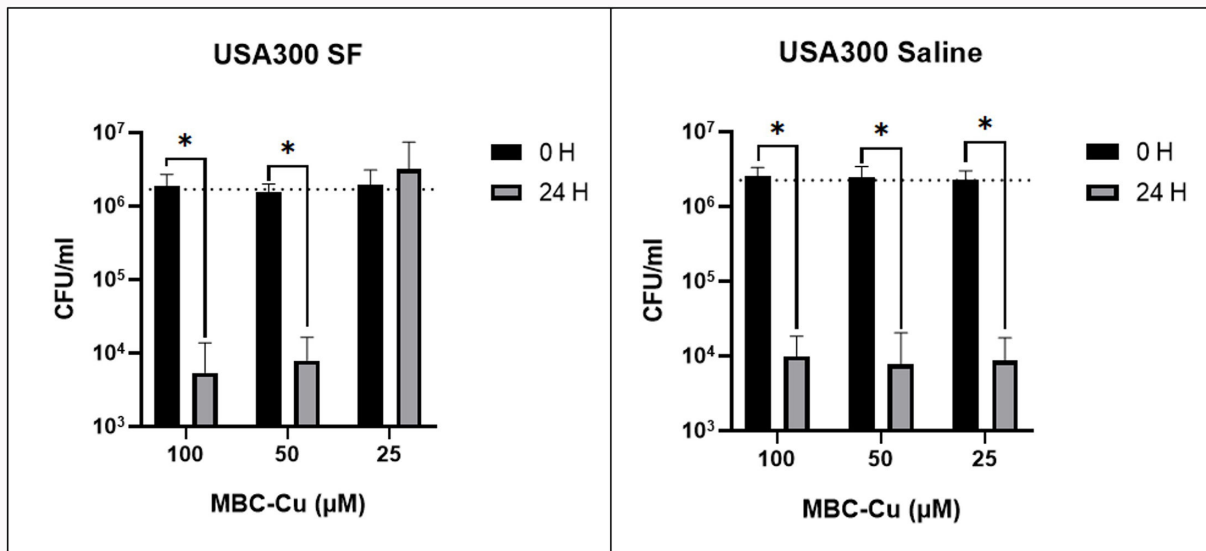 USA300 SF
10⁷
10⁶
10⁵
10⁴
10³
CFU/ml
* *
0 H
24 H
100 50 25
MBC-Cu (µM)
USA300 Saline
10⁷
10⁶
10⁵
10⁴
10³
CFU/ml
* * *
0 H
24 H
100 50 25
MBC-Cu (µM)